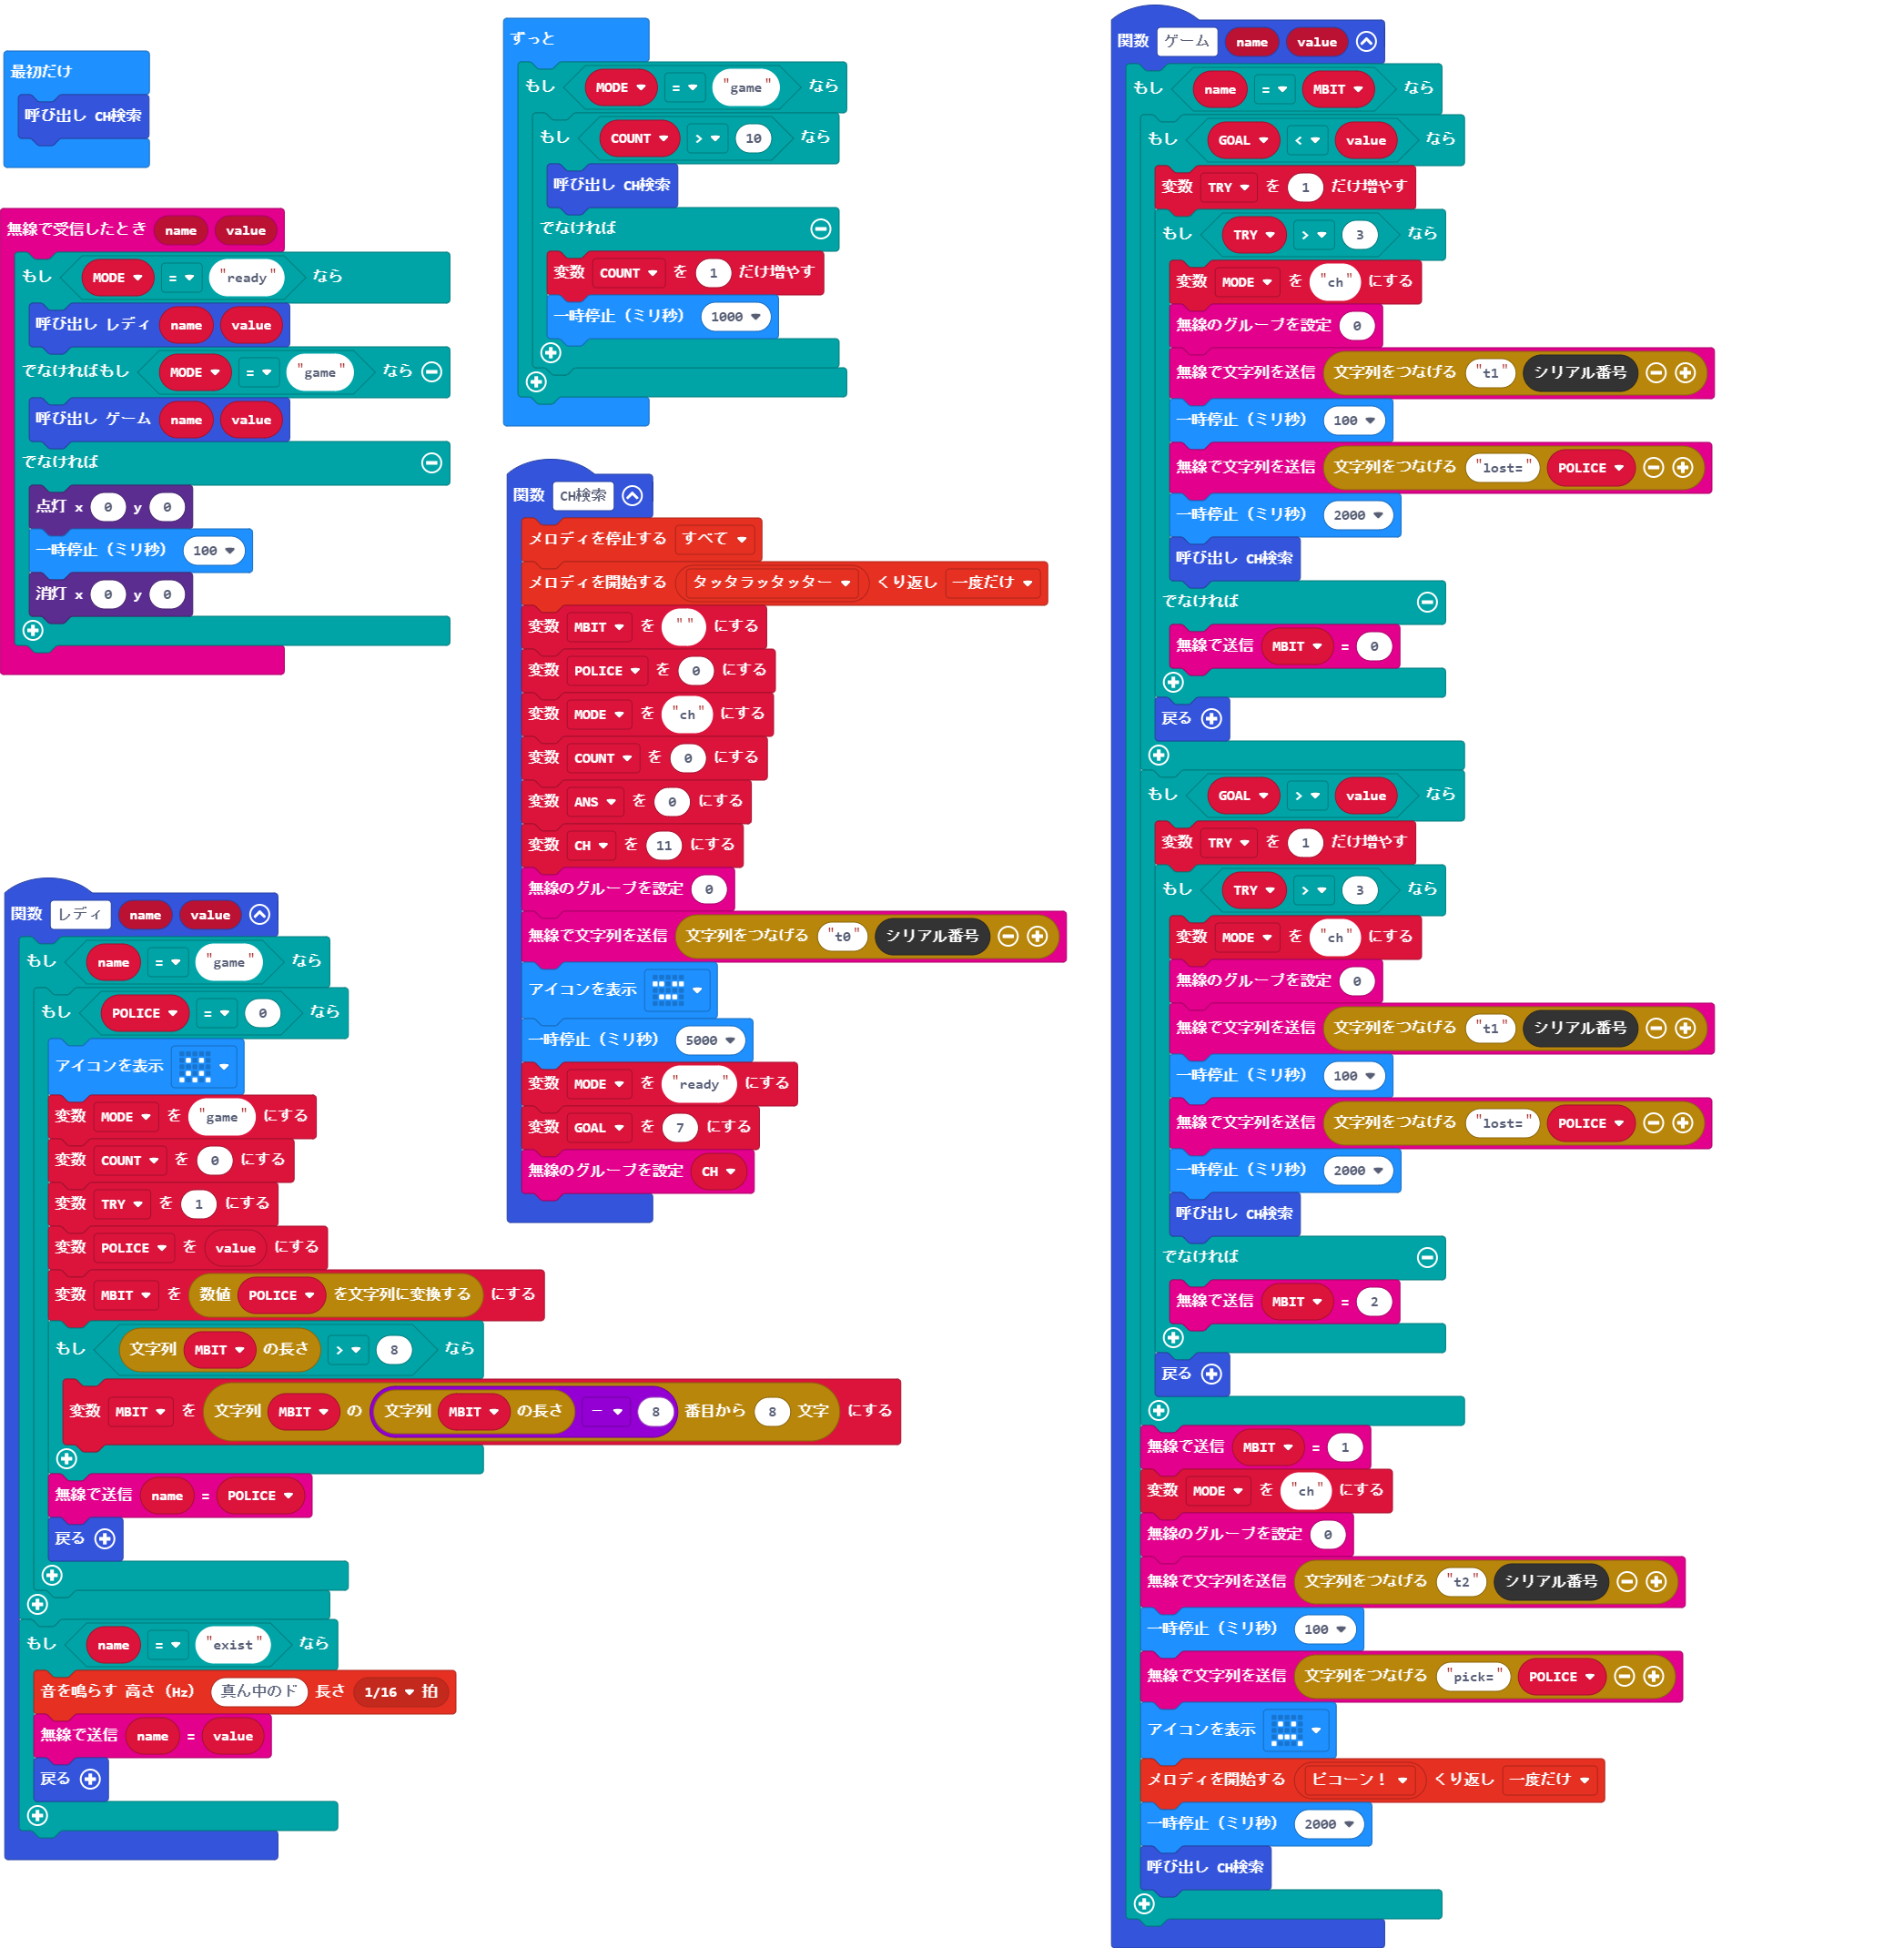 最初だけ
呼び出し CH検索
無線で受信したとき name value
もし MODE = "ready" なら
呼び出し レディ name value
でなければもし MODE = "game" なら
呼び出し ゲーム name value
でなければ
点灯 x 0 y 0
一時停止（ミリ秒） 100
消灯 x 0 y 0
関数 レディ name value
もし name = "game" なら
もし POLICE = 0 なら
アイコンを表示
変数 MODE を "game" にする
変数 COUNT を 0 にする
変数 TRY を 1 にする
変数 POLICE を value にする
変数 MBIT を 数値 POLICE を文字列に変換する にする
もし 文字列 MBIT の長さ > 8 なら
変数 MBIT を 文字列 MBIT の 文字列 MBIT の長さ - 8 番目から 8 文字 にする
無線で送信 name = POLICE
戻る
もし name = "exist" なら
音を鳴らす 高さ（Hz） 真ん中のド 長さ 1/16 拍
無線で送信 name = value
戻る
ずっと
もし MODE = "game" なら
もし COUNT > 10 なら
呼び出し CH検索
でなければ
変数 COUNT を 1 だけ増やす
一時停止（ミリ秒） 1000
関数 CH検索
メロディを停止する すべて
メロディを開始する タッタラッタッター くり返し 一度だけ
変数 MBIT を "" にする
変数 POLICE を 0 にする
変数 MODE を "ch" にする
変数 COUNT を 0 にする
変数 ANS を 0 にする
変数 CH を 11 にする
無線のグループを設定 0
無線で文字列を送信 文字列をつなげる "t0" シリアル番号
アイコンを表示
一時停止（ミリ秒） 5000
変数 MODE を "ready" にする
変数 GOAL を 7 にする
無線のグループを設定 CH
関数 ゲーム name value
もし name = MBIT なら
もし GOAL < value なら
変数 TRY を 1 だけ増やす
もし TRY > 3 なら
変数 MODE を "ch" にする
無線のグループを設定 0
無線で文字列を送信 文字列をつなげる "t1" シリアル番号
一時停止（ミリ秒） 100
無線で文字列を送信 文字列をつなげる "lost=" POLICE
一時停止（ミリ秒） 2000
呼び出し CH検索
でなければ
無線で送信 MBIT = 0
戻る
もし GOAL > value なら
変数 TRY を 1 だけ増やす
もし TRY > 3 なら
変数 MODE を "ch" にする
無線のグループを設定 0
無線で文字列を送信 文字列をつなげる "t1" シリアル番号
一時停止（ミリ秒） 100
無線で文字列を送信 文字列をつなげる "lost=" POLICE
一時停止（ミリ秒） 2000
呼び出し CH検索
でなければ
無線で送信 MBIT = 2
戻る
無線で送信 MBIT = 1
変数 MODE を "ch" にする
無線のグループを設定 0
無線で文字列を送信 文字列をつなげる "t2" シリアル番号
一時停止（ミリ秒） 100
無線で文字列を送信 文字列をつなげる "pick=" POLICE
アイコンを表示
メロディを開始する ピコーン！ くり返し 一度だけ
一時停止（ミリ秒） 2000
呼び出し CH検索